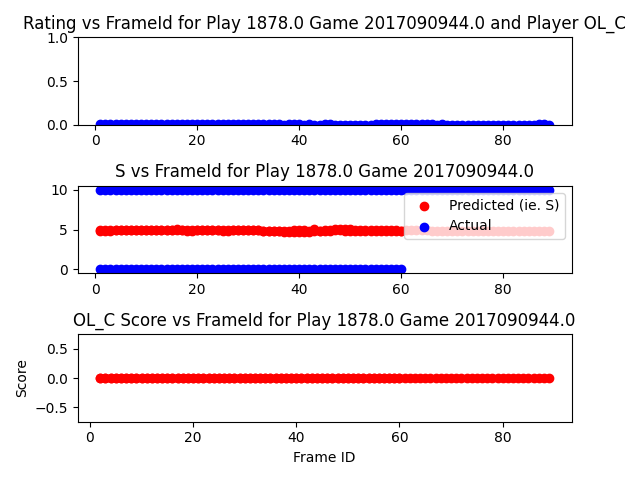 Rating vs FrameId for Play 1878.0 Game 2017090944.0 and Player OL_C
1.0
0.5
0.0
0 20 40 60 80
S vs FrameId for Play 1878.0 Game 2017090944.0
10
5
0
Predicted (ie. S)
Actual
0 20 40 60 80
OL_C Score vs FrameId for Play 1878.0 Game 2017090944.0
Score
0.5
0.0
−0.5
0 20 40 60 80
Frame ID